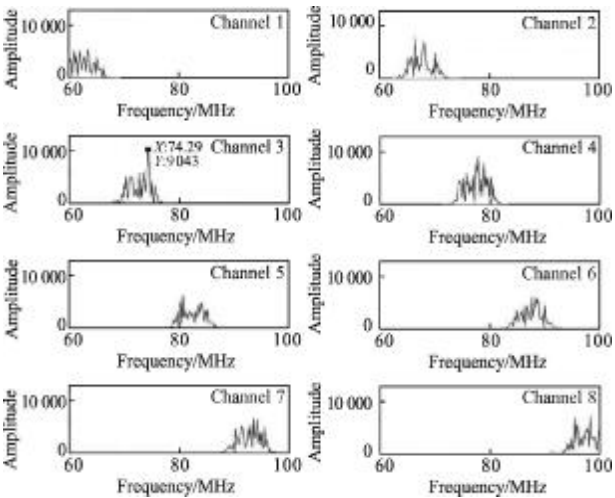 Amplitude
10 000
0
Channel 1
60
80
100
Frequency/MHz
Amplitude
10 000
0
Channel 2
60
80
100
Frequency/MHz
Amplitude
10 000
0
X:74.29
Y:9043
Channel 3
60
80
100
Frequency/MHz
Amplitude
10 000
0
Channel 4
60
80
100
Frequency/MHz
Amplitude
10 000
0
Channel 5
60
80
100
Frequency/MHz
Amplitude
10 000
0
Channel 6
60
80
100
Frequency/MHz
Amplitude
10 000
0
Channel 7
60
80
100
Frequency/MHz
Amplitude
10 000
0
Channel 8
60
80
100
Frequency/MHz